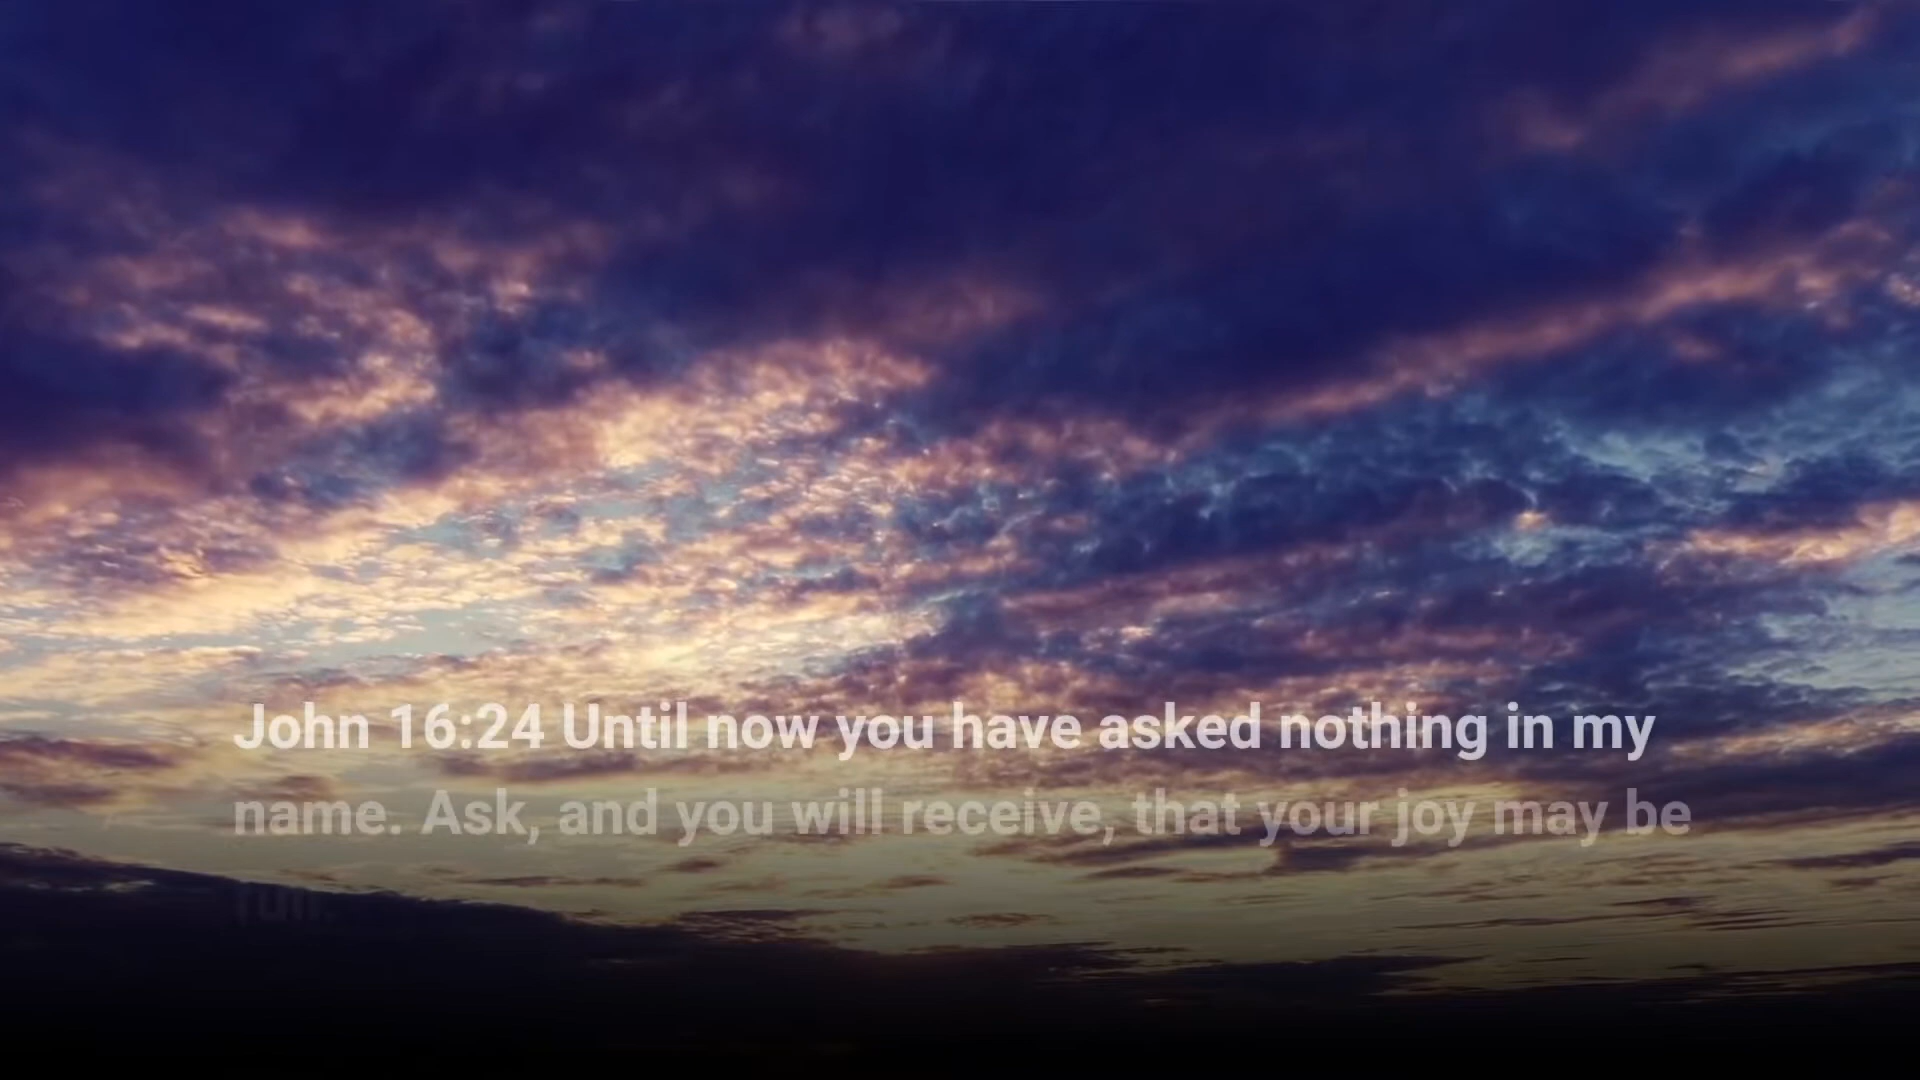 John 16:24 Until now you have asked nothing in my
name. Ask, and you will receive, that your joy may be
full.